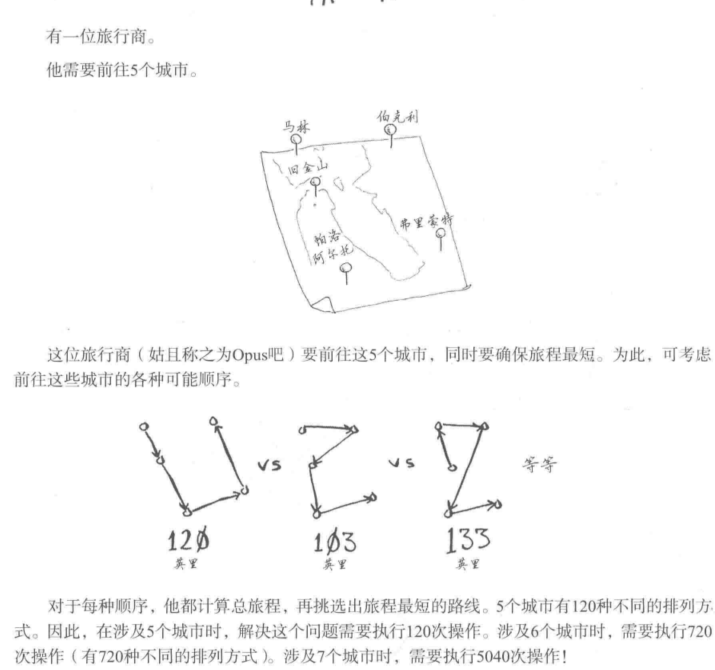 有一位旅行商。
他需要前往5个城市。
马林
伯克利
旧金山
弗里蒙特
帕洛
阿尔托
这位旅行商（姑且称之为Opus吧）要前往这5个城市，同时要确保旅程最短。为此，可考虑
前往这些城市的各种可能顺序。
vs
vs
等等
120
103
133
英里
英里
英里
对于每种顺序，他都计算总旅程，再挑选出旅程最短的路线。5个城市有120种不同的排列方
式。因此，在涉及5个城市时，解决这个问题需要执行120次操作。涉及6个城市时，需要执行720
次操作（有720种不同的排列方式）。涉及7个城市时，需要执行5040次操作！